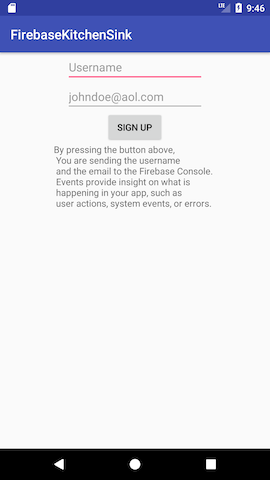 LTE 9:46
FirebaseKitchenSink
Username
johndoe@aol.com
SIGN UP
By pressing the button above,
You are sending the username
and the email to the Firebase Console.
Events provide insight on what is
happening in your app, such as
user actions, system events, or errors.